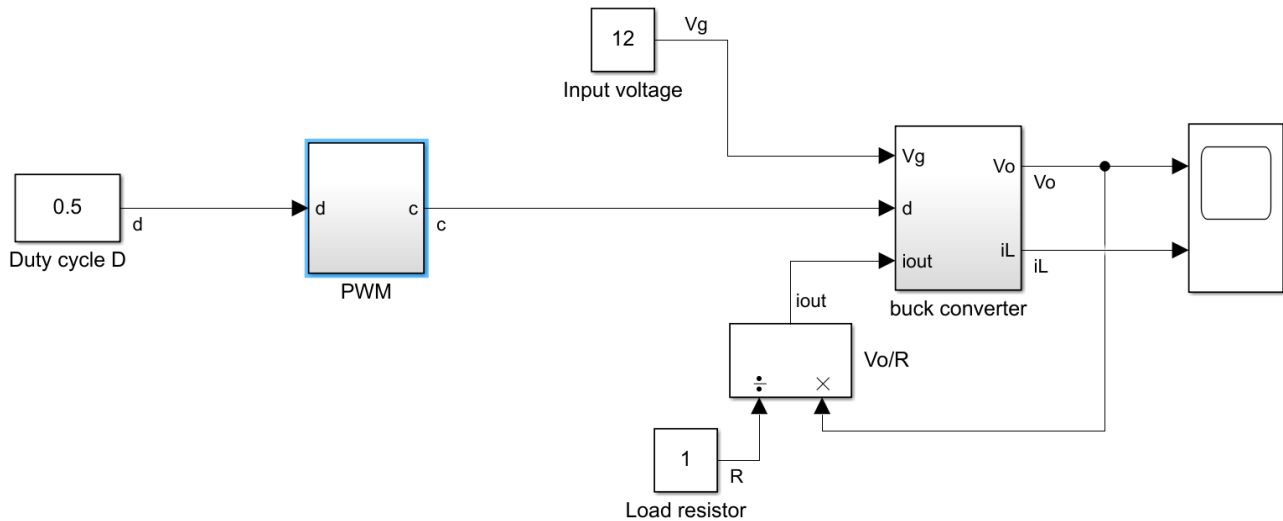 Vg
12
Input voltage
0.5
d
Duty cycle D
d
c
c
PWM
Vg
Vo
Vo
d
iout
iL
iL
buck converter
iout
÷
×
Vo/R
1
R
Load resistor